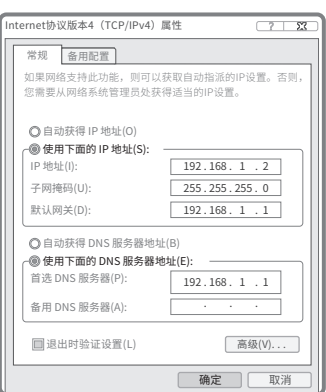 Internet协议版本4（TCP/IPv4）属性
常规 备用配置
如果网络支持此功能，则可以获取自动指派的IP设置。否则，
您需要从网络系统管理员处获得适当的IP设置。
自动获得 IP 地址(O)
使用下面的 IP 地址(S):
IP 地址(I): 192.168. 1 . 2
子网掩码(U): 255.255.255. 0
默认网关(D): 192.168. 1 . 1
自动获得 DNS 服务器地址(B)
使用下面的 DNS 服务器地址(E):
首选 DNS 服务器(P): 192.168. 1 . 1
备用 DNS 服务器(A): . . .
退出时验证设置(L) 高级(V)...
确定 取消